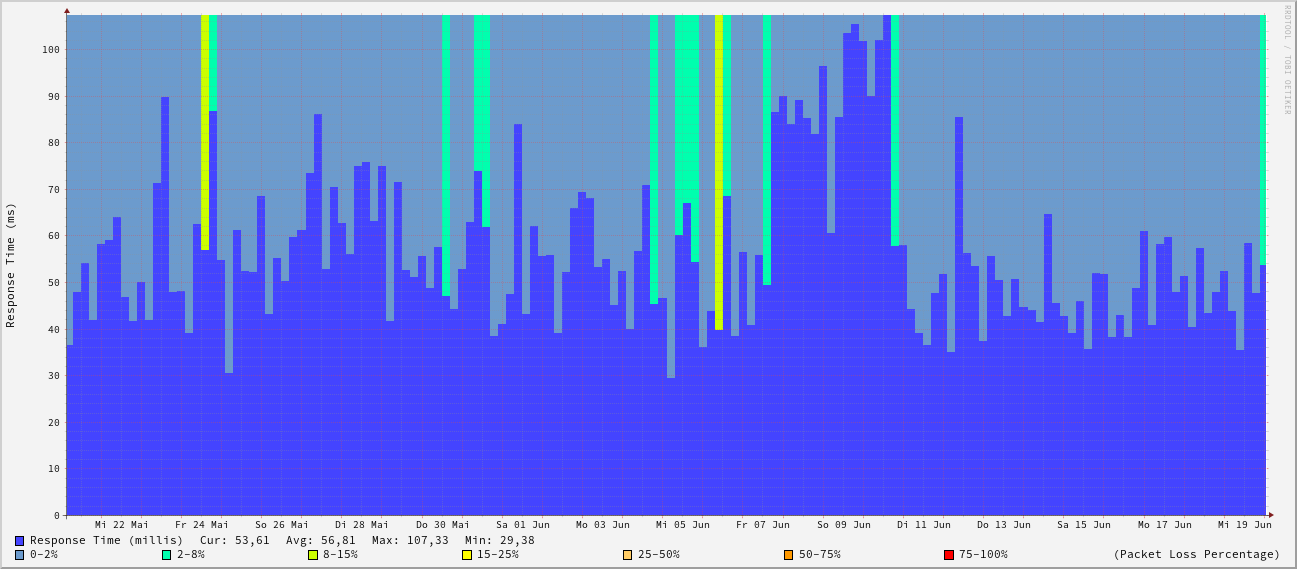 RRDTOOL / TOBI OETIKER
Response Time (ms)
100
90
80
70
60
50
40
30
20
10
0
Mi 22 Mai Fr 24 Mai So 26 Mai Di 28 Mai Do 30 Mai Sa 01 Jun Mo 03 Jun Mi 05 Jun Fr 07 Jun So 09 Jun Di 11 Jun Do 13 Jun Sa 15 Jun Mo 17 Jun Mi 19 Jun
Response Time (millis) Cur: 53,61 Avg: 56,81 Max: 107,33 Min: 29,38
0-2% 2-8% 8-15% 15-25% 25-50% 50-75% 75-100% (Packet Loss Percentage)